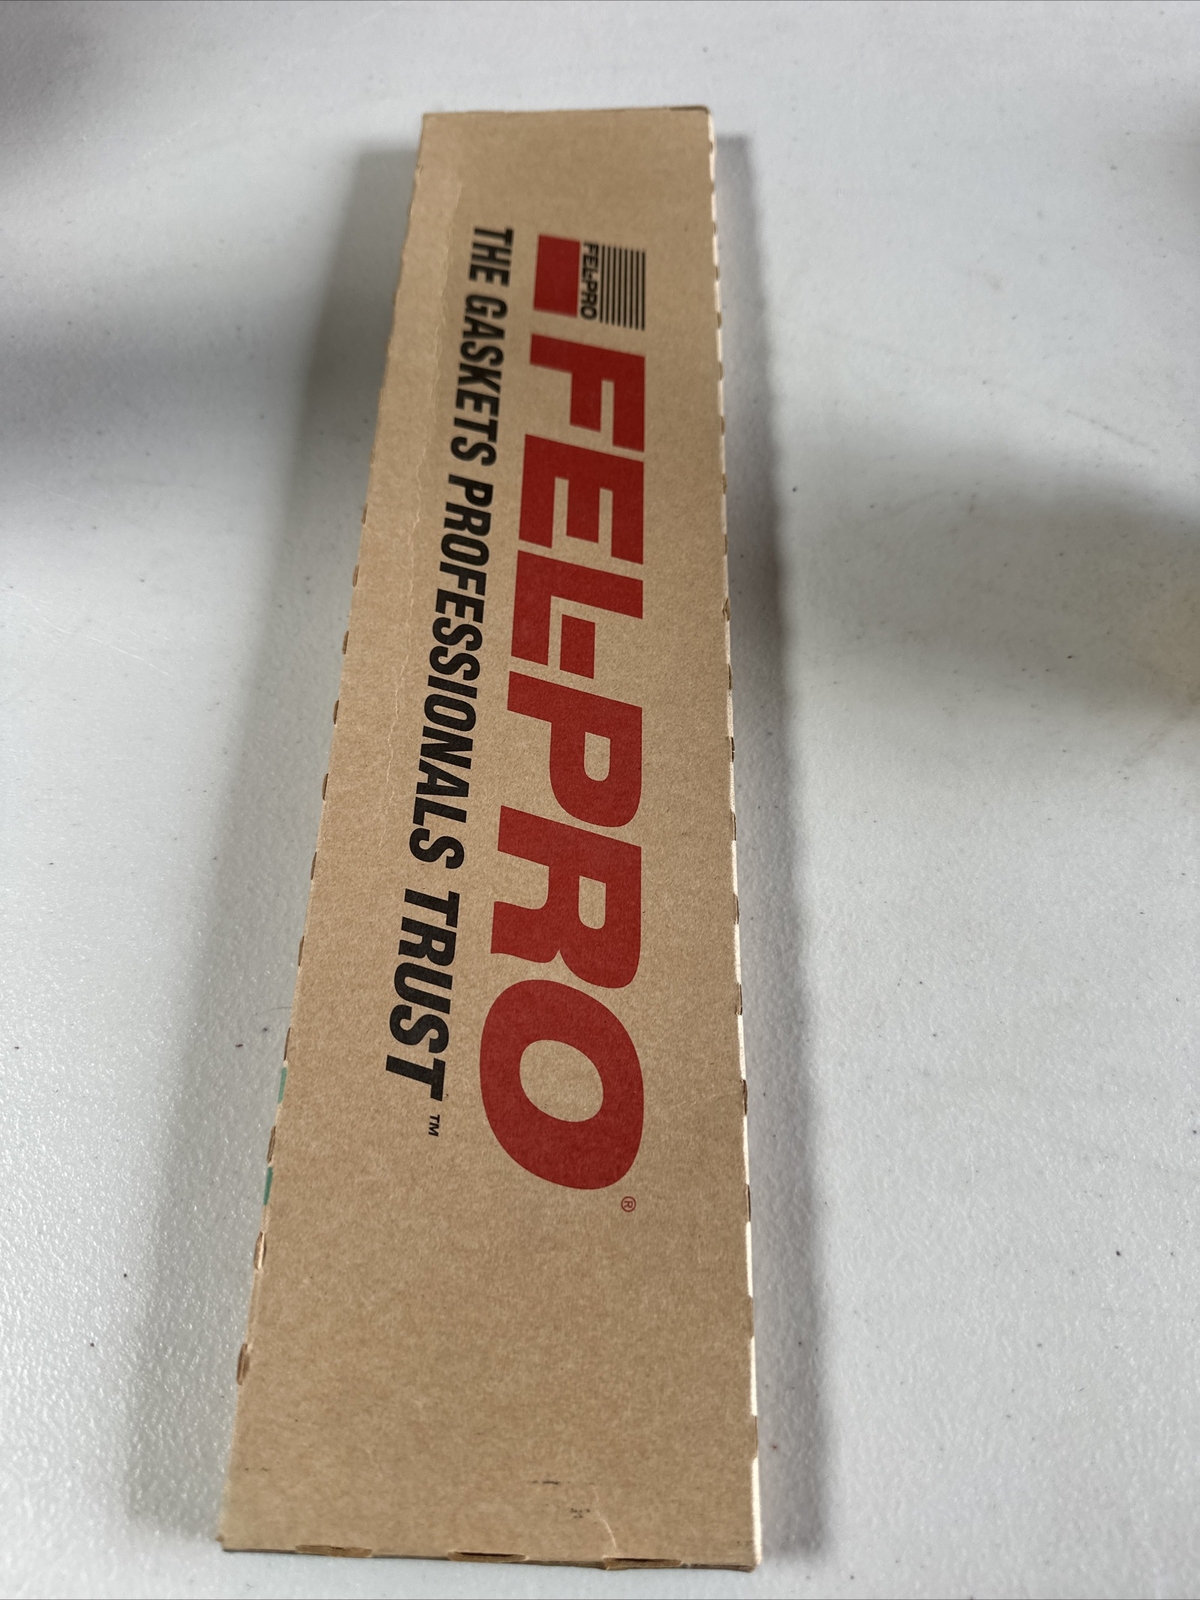 FEL-PRO
FEL-PRO®
THE GASKETS PROFESSIONALS TRUST™